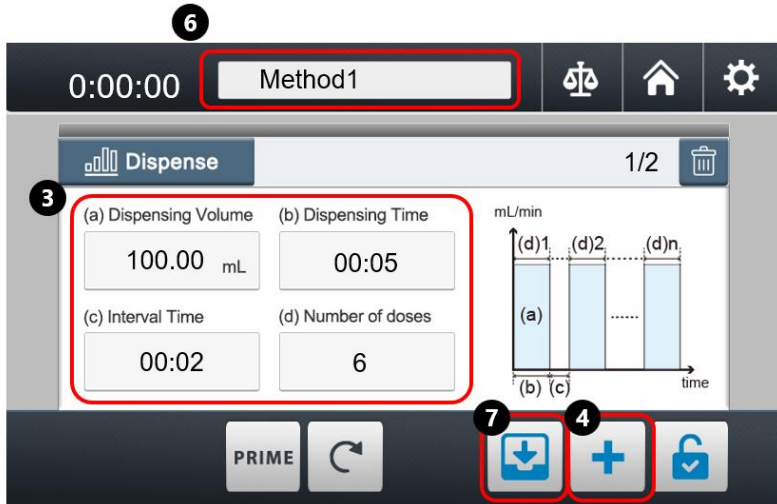 6
0:00:00 Method1
Dispense 1/2
3
(a) Dispensing Volume (b) Dispensing Time
100.00 mL 00:05
(c) Interval Time (d) Number of doses
00:02 6
mL/min
(d)1 (d)2 (d)n
(a)
(b) (c) time
7 4
PRIME